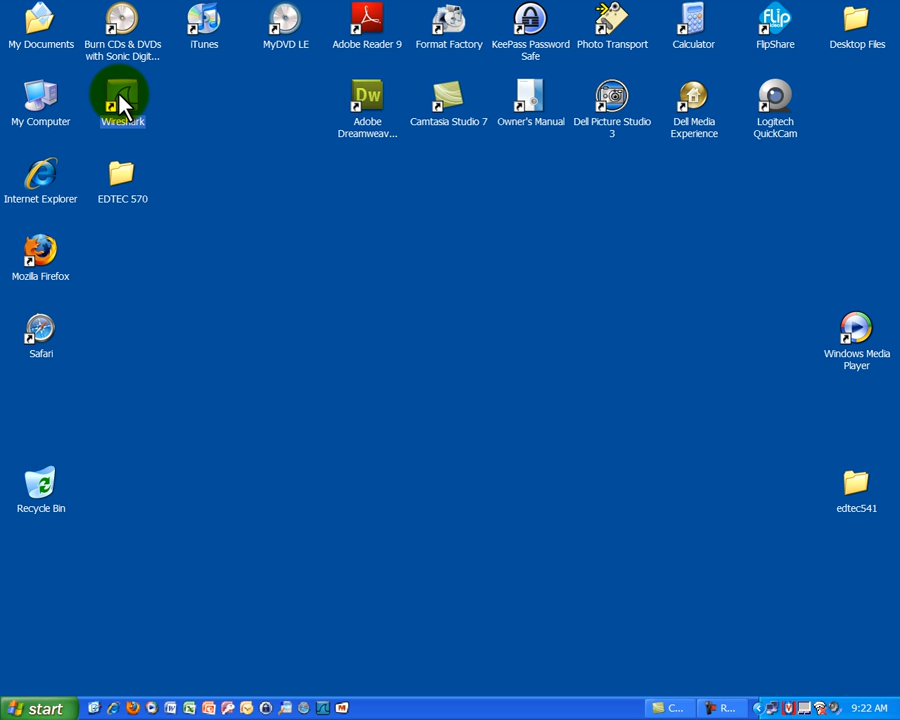 My Documents
Burn CDs & DVDs
with Sonic Digit...
iTunes
MyDVD LE
Adobe Reader 9
Format Factory
KeePass Password
Safe
Photo Transport
Calculator
flip
FlipShare
Desktop Files
My Computer
Wireshark
Dw
Adobe
Dreamweav...
Camtasia Studio 7
Owner's Manual
Dell Picture Studio
3
Dell Media
Experience
Logitech
QuickCam
Internet Explorer
EDTEC 570
Mozilla Firefox
Safari
Windows Media
Player
Recycle Bin
edtec541
start
C...
R...
9:22 AM